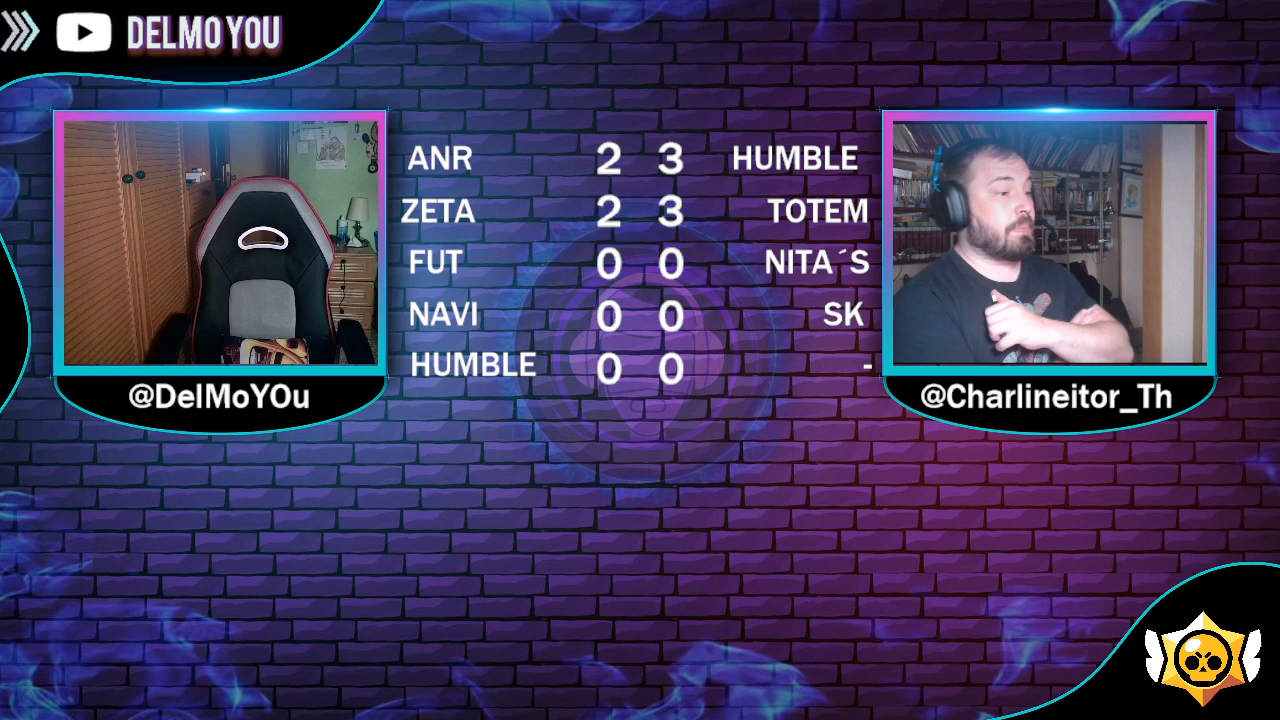 DELMO YOU
ANR 2 3 HUMBLE
ZETA 2 3 TOTEM
FUT 0 0 NITA´S
NAVI 0 0 SK
HUMBLE 0 0 -
@DelMoYOu
@Charlineitor_Th